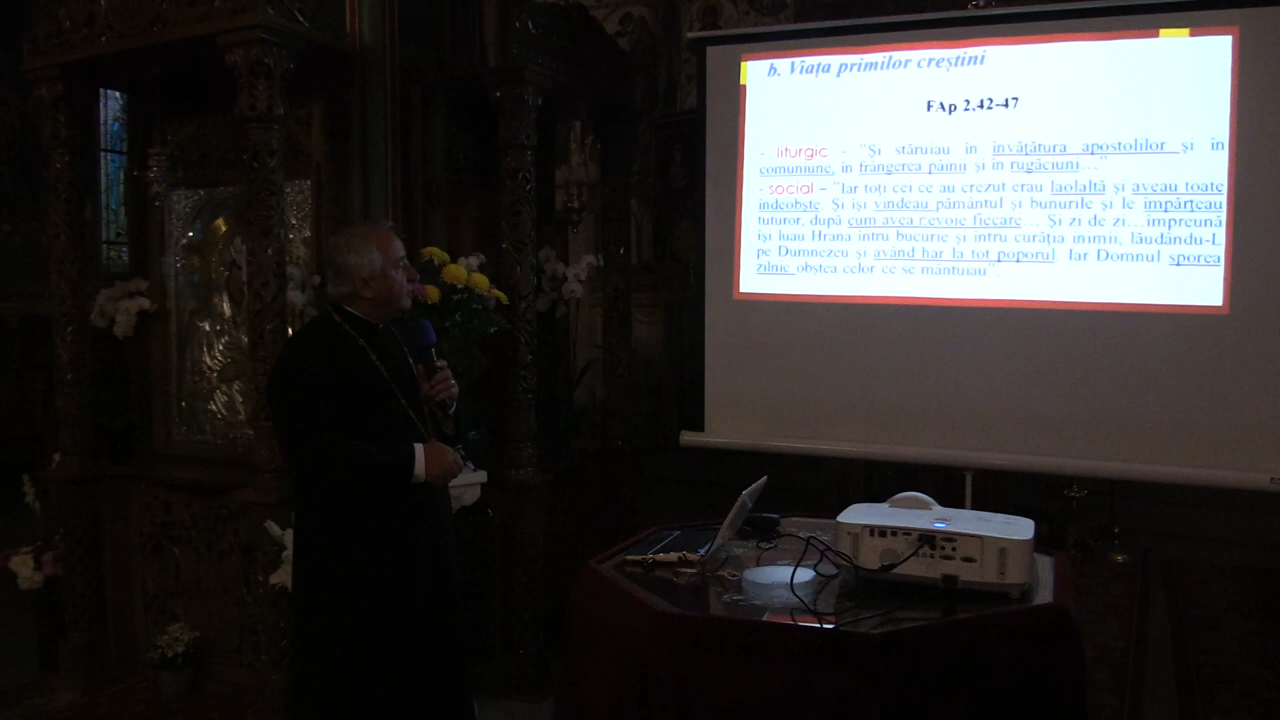 b. Viața primilor creștini
FAp 2,42-47
- liturgic - "Și stăruiau în învățătura apostolilor și în
comuniune, în frângerea pâinii și în rugăciuni..."
- social – "Iar toți cei ce au crezut erau laolaltă și aveau toate
îndeobște. Și își vindeau pământul și bunurile și le împărțeau
tuturor, după cum avea nevoie fiecare.... Și zi de zi...împreună
își luau Hrana întru bucurie și întru curăția inimii, lăudându-L
pe Dumnezeu și având har la tot poporul. Iar Domnul sporea
zilnic obștea celor ce se mântuiau".